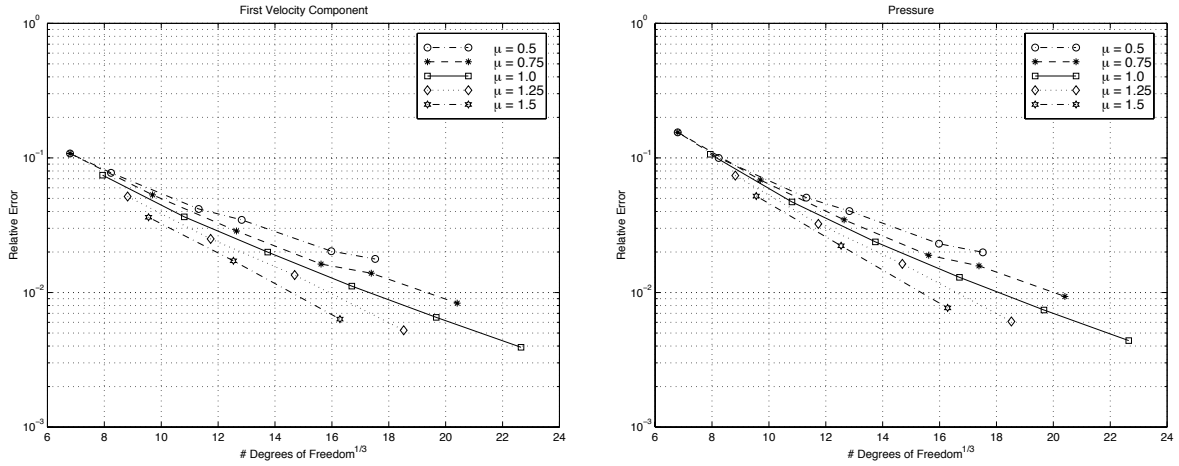 First Velocity Component
10^0
10^-1
10^-2
10^-3
Relative Error
6 8 10 12 14 16 18 20 22 24
# Degrees of Freedom^1/3
μ = 0.5
μ = 0.75
μ = 1.0
μ = 1.25
μ = 1.5
Pressure
10^0
10^-1
10^-2
10^-3
Relative Error
6 8 10 12 14 16 18 20 22 24
# Degrees of Freedom^1/3
μ = 0.5
μ = 0.75
μ = 1.0
μ = 1.25
μ = 1.5